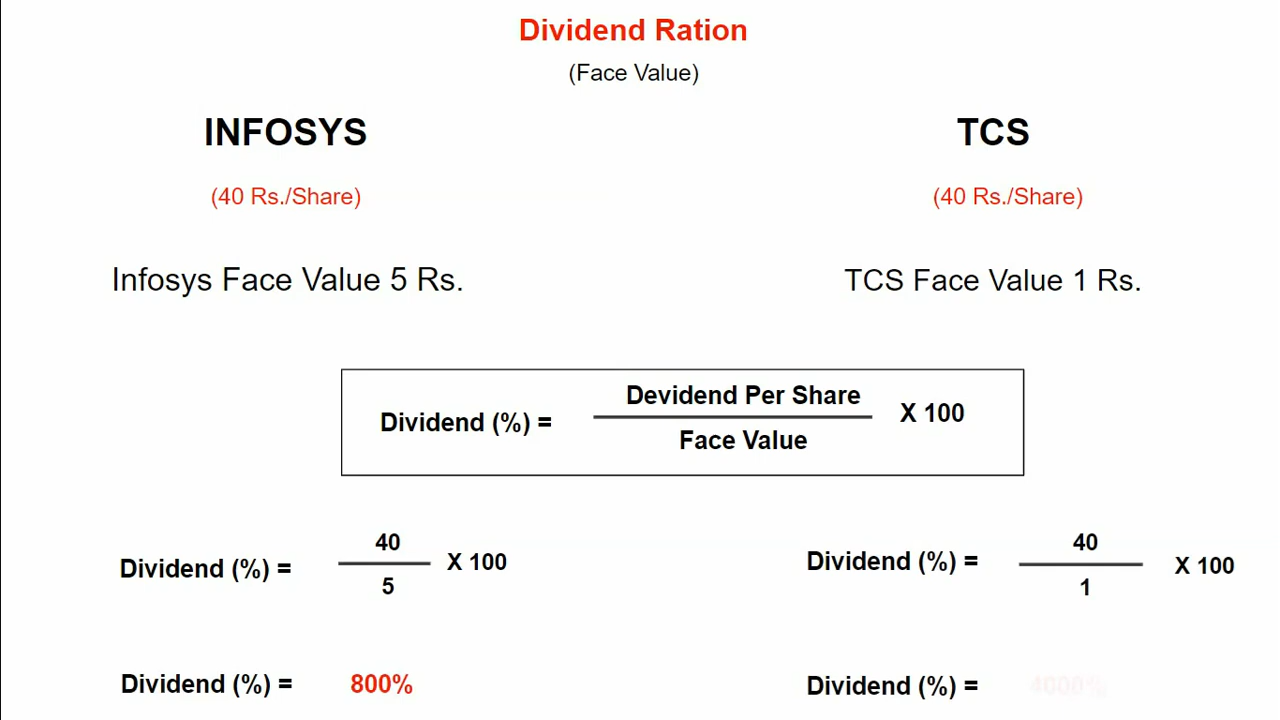 Dividend Ration
(Face Value)
INFOSYS
TCS
(40 Rs./Share)
(40 Rs./Share)
Infosys Face Value 5 Rs.
TCS Face Value 1 Rs.
Dividend (%) =
Devidend Per Share
Face Value
X 100
Dividend (%) =
40
5
X 100
Dividend (%) =
40
1
X 100
Dividend (%) =
800%
Dividend (%) =
4000%